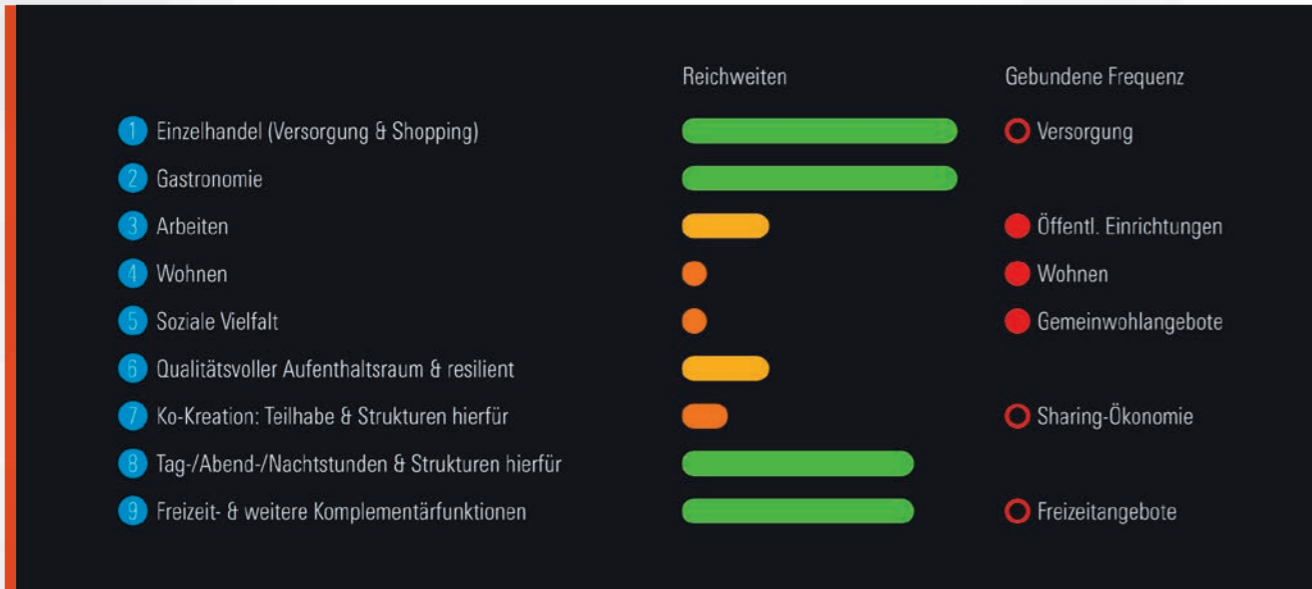 Reichweiten Gebundene Frequenz
1 Einzelhandel (Versorgung & Shopping) Versorgung
2 Gastronomie
3 Arbeiten Öffentl. Einrichtungen
4 Wohnen Wohnen
5 Soziale Vielfalt Gemeinwohlangebote
6 Qualitätsvoller Aufenthaltsraum & resilient
7 Ko-Kreation: Teilhabe & Strukturen hierfür Sharing-Ökonomie
8 Tag-/Abend-/Nachtstunden & Strukturen hierfür
9 Freizeit- & weitere Komplementärfunktionen Freizeitangebote